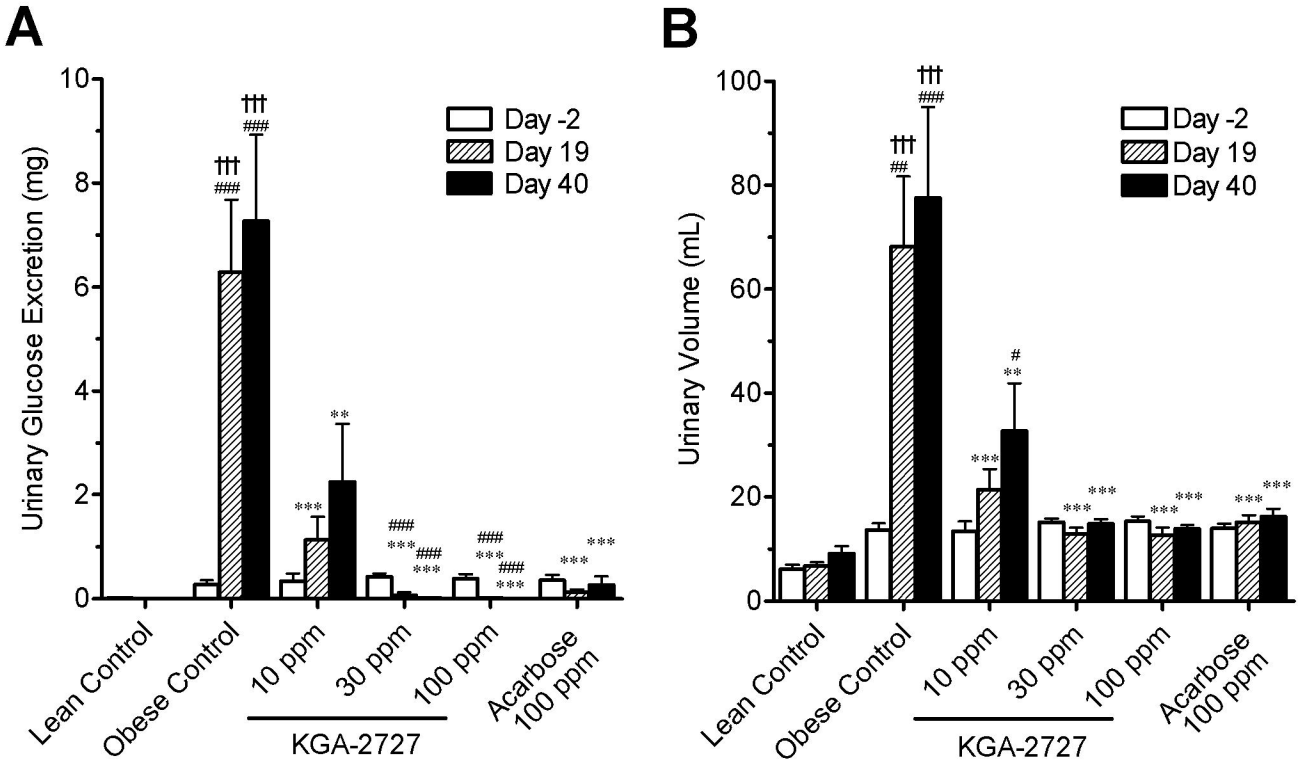 A
Urinary Glucose Excretion (mg)
10
8
6
4
2
0
Day -2
Day 19
Day 40
†††
###
†††
###
***
**
###
***
###
***
###
***
###
***
***
***
Lean Control
Obese Control
10 ppm
30 ppm
100 ppm
Acarbose
100 ppm
KGA-2727
B
Urinary Volume (mL)
100
80
60
40
20
0
Day -2
Day 19
Day 40
†††
##
†††
###
***
#
**
***
***
***
***
***
***
Lean Control
Obese Control
10 ppm
30 ppm
100 ppm
Acarbose
100 ppm
KGA-2727